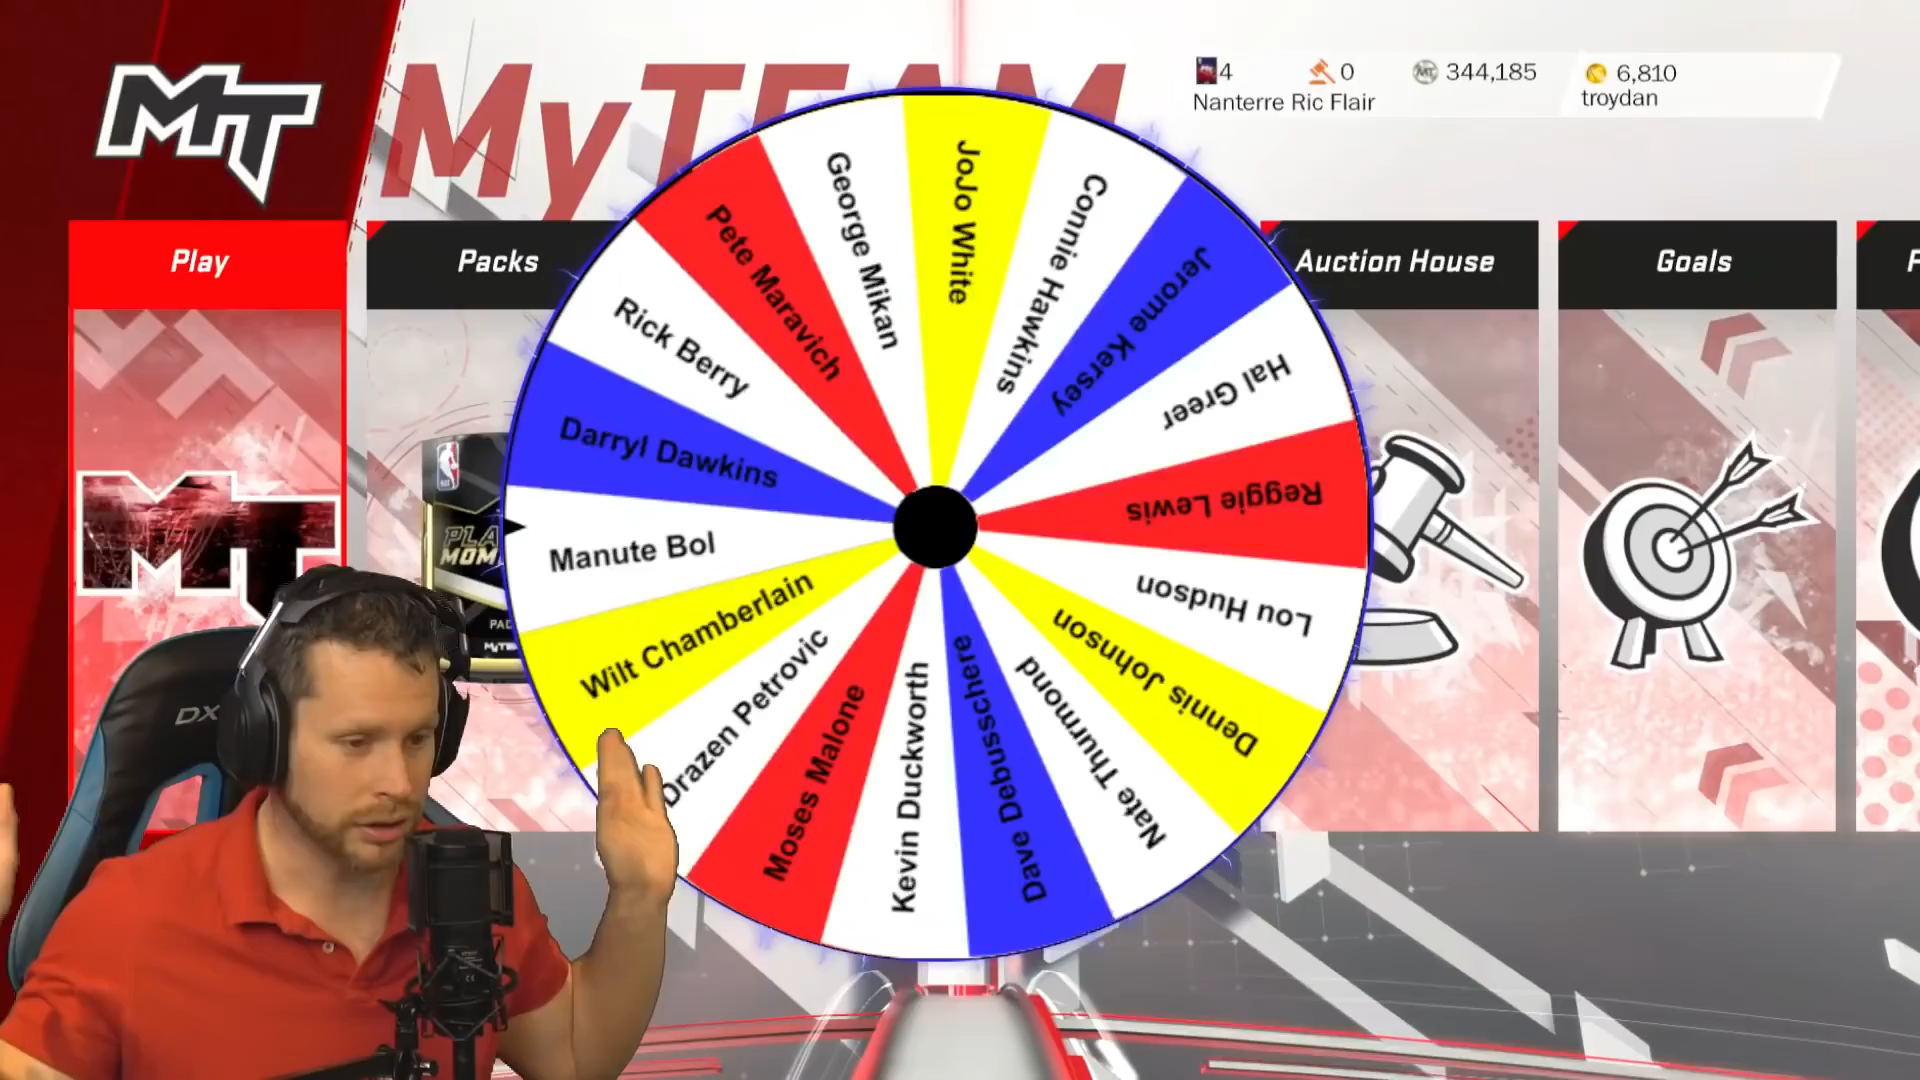 MT
MyTEAM
4
0
344,185
6,810
Nanterre Ric Flair
troydan
Play
Packs
Auction House
Goals
JoJo White
Connie Hawkins
Jerome Kersey
Hal Greer
Reggie Lewis
Lou Hudson
Dennis Johnson
Nate Thurmond
Dave Debusschere
Kevin Duckworth
Moses Malone
Drazen Petrovic
Wilt Chamberlain
Manute Bol
Darryl Dawkins
Rick Berry
Pete Maravich
George Mikan
MT
DX